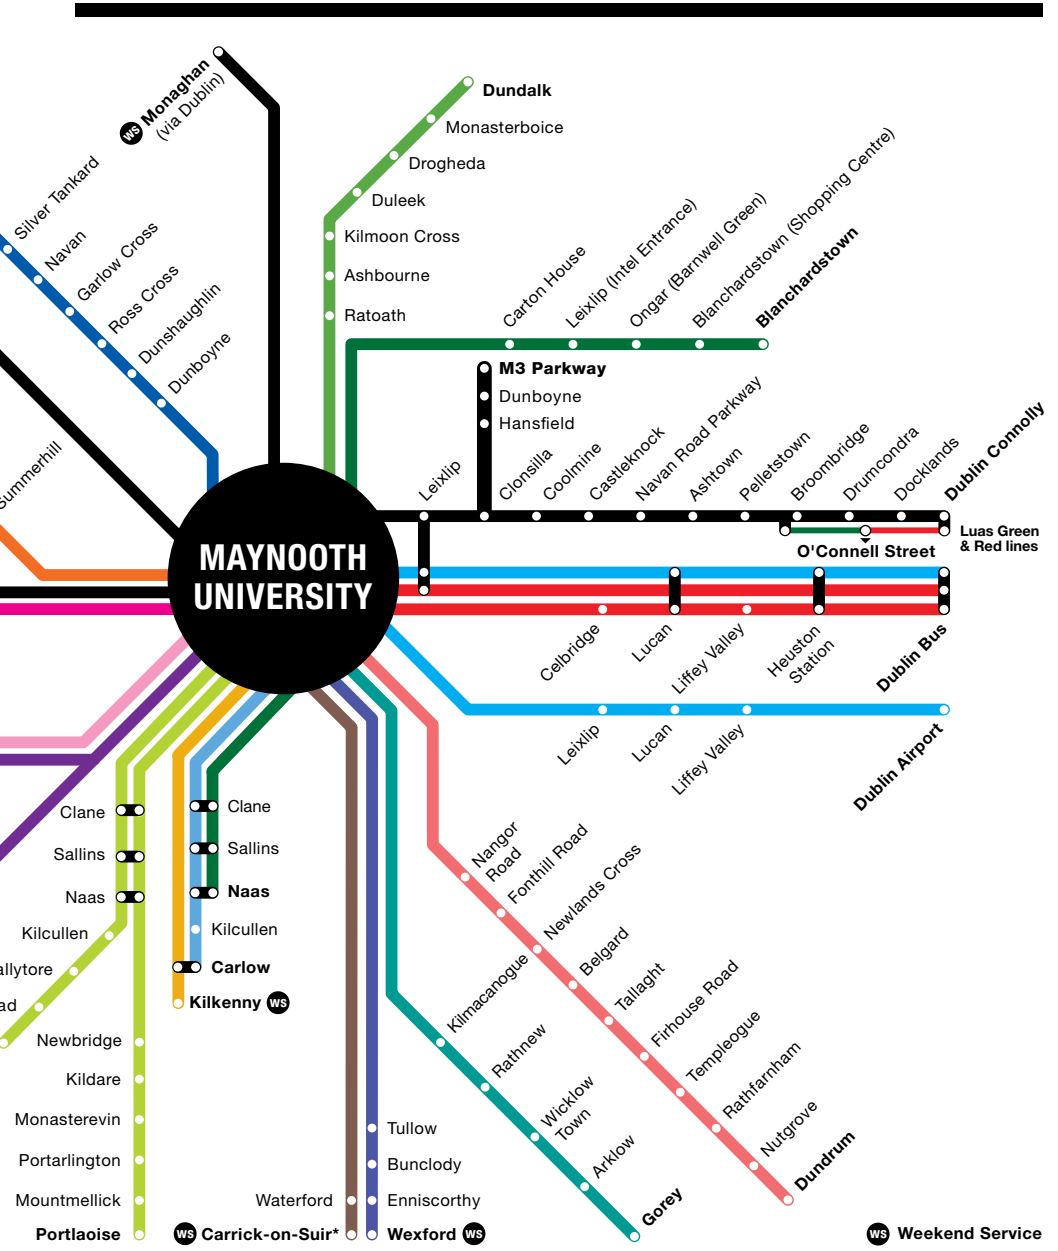 WS Monaghan
(via Dublin)
Silver Tankard
Navan
Garlow Cross
Ross Cross
Dunshaughlin
Dunboyne
Summerhill
Dundalk
Monasterboice
Drogheda
Duleek
Kilmoon Cross
Ashbourne
Ratoath
Carton House
Leixlip (Intel Entrance)
Ongar (Barnwell Green)
Blanchardstown (Shopping Centre)
Blanchardstown
M3 Parkway
Dunboyne
Hansfield
Leixlip
Clonsilla
Coolmine
Castleknock
Navan Road Parkway
Ashtown
Pelletstown
Broombridge
Drumcondra
Docklands
Dublin Connolly
Luas Green
& Red lines
O'Connell Street
MAYNOOTH
UNIVERSITY
Celbridge
Lucan
Liffey Valley
Heuston
Station
Dublin Bus
Leixlip
Lucan
Liffey Valley
Dublin Airport
Clane
Sallins
Naas
Kilcullen
allytore
ad
Newbridge
Kildare
Monasterevin
Portarlington
Mountmellick
Portlaoise
Clane
Sallins
Naas
Kilcullen
Carlow
Kilkenny WS
Waterford
WS Carrick-on-Suir*
Tullow
Bunclody
Enniscorthy
Wexford WS
Kilmacanogue
Rathnew
Wicklow
Town
Arklow
Gorey
Nangor
Road
Fonthill Road
Newlands Cross
Belgard
Tallaght
Firhouse Road
Templeogue
Rathfarnham
Nutgrove
Dundrum
WS Weekend Service